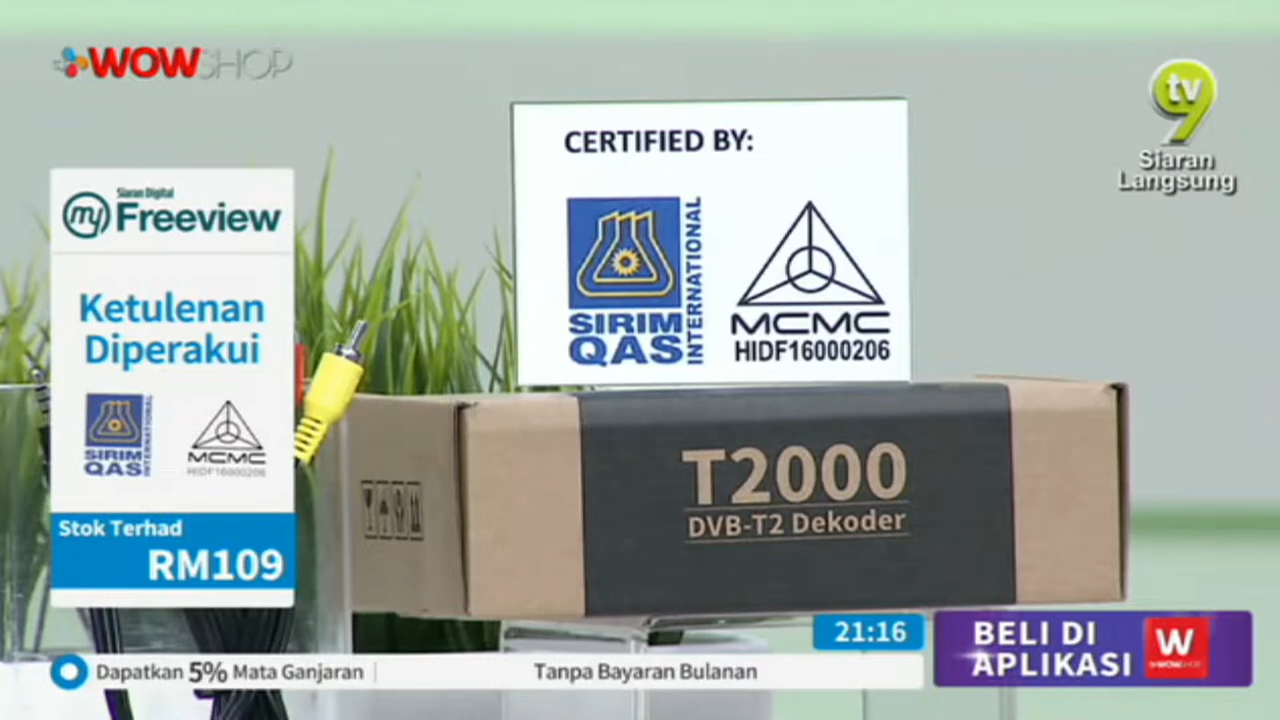 WOWSHOP
tv9
Siaran
Langsung
CERTIFIED BY:
SIRIM
QAS
INTERNATIONAL
MCMC
HIDF16000206
Siaran Digital
my Freeview
Ketulenan
Diperakui
SIRIM
QAS
INTERNATIONAL
MCMC
HIDF16000206
Stok Terhad
RM109
T2000
DVB-T2 Dekoder
21:16
BELI DI
APLIKASI
W
Dapatkan 5% Mata Ganjaran
Tanpa Bayaran Bulanan